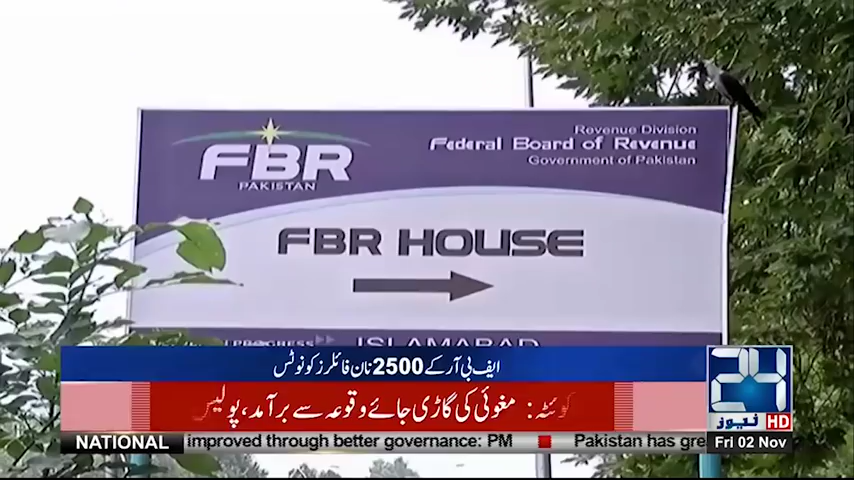 FBR
PAKISTAN
Revenue Division
Federal Board of Revenue
Government of Pakistan
FBR HOUSE
PROGRESS
ISLAMABAD
ایف بی آر کے 2500 نان فائلرز کو نوٹس
کوئٹہ: مغوئی کی گاڑی جائے وقوعہ سے برآمد، پولیس
24
نیوز HD
NATIONAL improved through better governance: PM Pakistan has gre
Fri 02 Nov